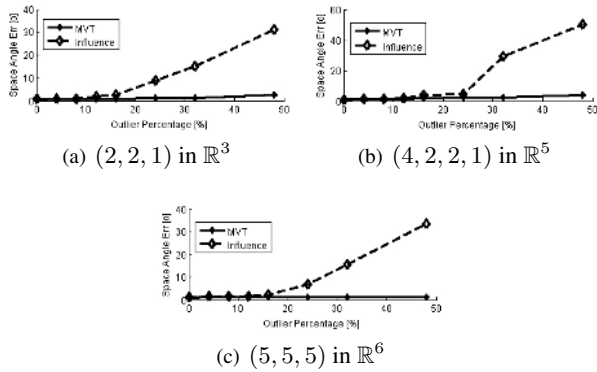 Space Angle Err [o]
40
30
20
10
0
MVT
Influence
0 10 20 30 40 50
Outlier Percentage [%]
(a) (2, 2, 1) in ℝ³
Space Angle Err [o]
60
40
20
0
MVT
Influence
0 10 20 30 40 50
Outlier Percentage [%]
(b) (4, 2, 2, 1) in ℝ⁵
Space Angle Err [o]
40
30
20
10
0
MVT
Influence
0 10 20 30 40 50
Outlier Percentage [%]
(c) (5, 5, 5) in ℝ⁶